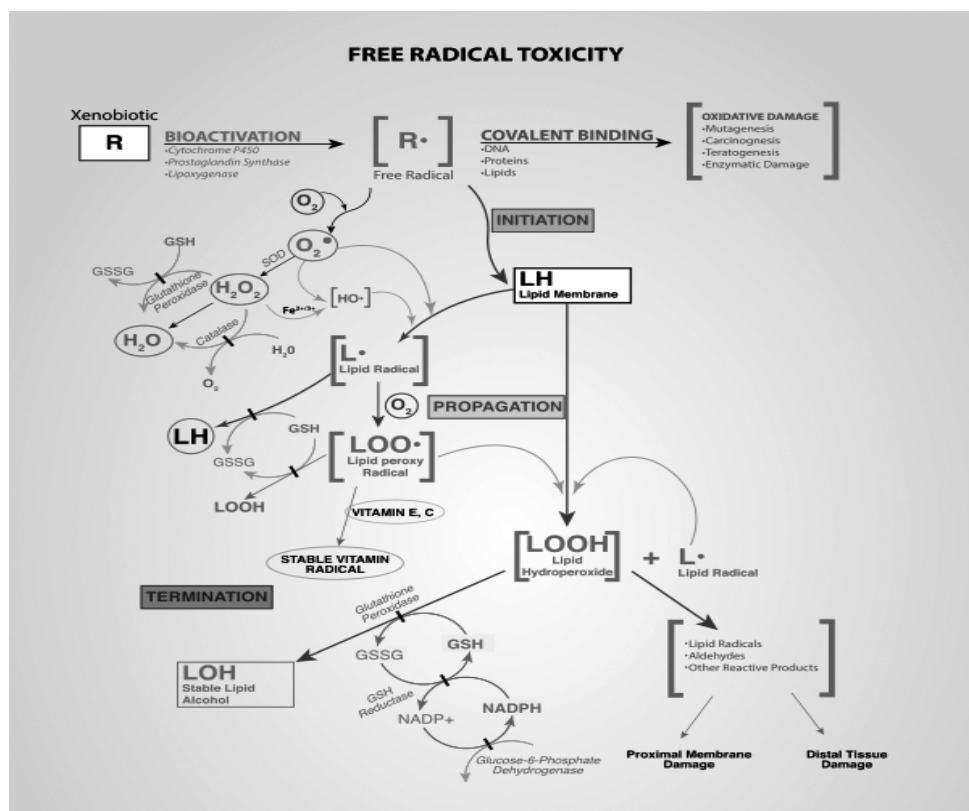 FREE RADICAL TOXICITY
Xenobiotic
R
BIOACTIVATION
•Cytochrome P450
•Prostaglandin Synthase
•Lipoxygenase
[R•]
Free Radical
COVALENT BINDING
•DNA
•Proteins
•Lipids
OXIDATIVE DAMAGE
•Mutagenesis
•Carcinognesis
•Teratogenesis
•Enzymatic Damage
O₂
INITIATION
O₂•
SOD
GSH
GSSG
Glutathione
Peroxidase
H₂O₂
Fe²⁺/³⁺
[HO•]
LH
Lipid Membrane
H₂O
Catalase
H₂0
O₂
[L•]
Lipid Radical
O₂
PROPAGATION
LH
GSH
GSSG
[LOO•]
Lipid peroxy
Radical
LOOH
VITAMIN E, C
STABLE VITAMIN
RADICAL
[LOOH]
Lipid
Hydroperoxide
+
L•
Lipid Radical
TERMINATION
Glutathione
Peroxidase
GSSG
GSH
LOH
Stable Lipid
Alcohol
GSH
Reductase
NADP+
NADPH
Glucose-6-Phosphate
Dehydrogenase
•Lipid Radicals
•Aldehydes
•Other Reactive Products
Proximal Membrane
Damage
Distal Tissue
Damage